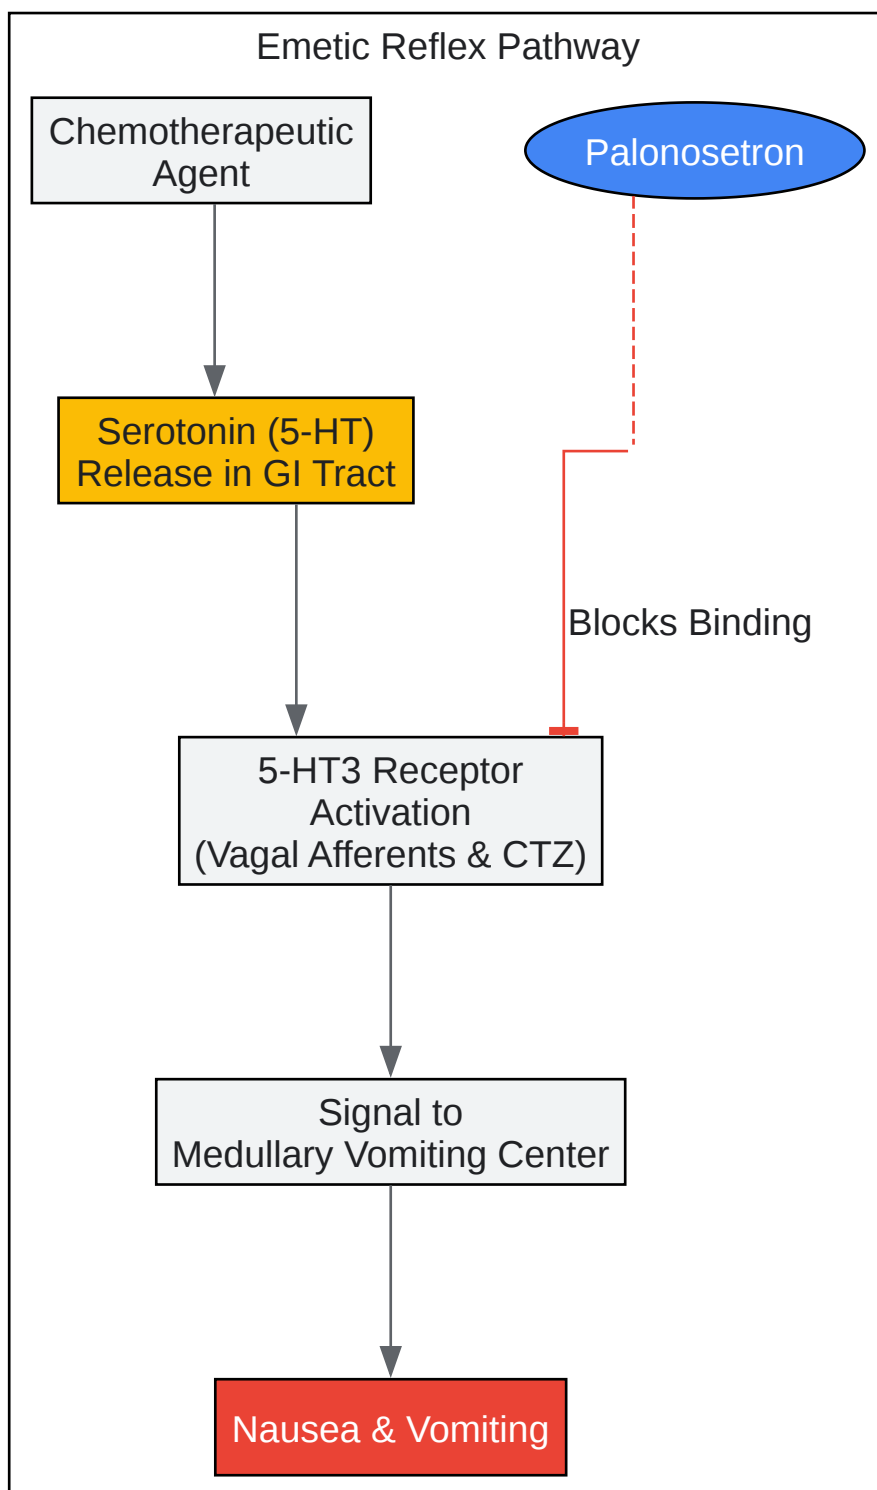 Emetic Reflex Pathway
Chemotherapeutic
Agent
Palonosetron
Serotonin (5-HT)
Release in GI Tract
Blocks Binding
5-HT3 Receptor
Activation
(Vagal Afferents & CTZ)
Signal to
Medullary Vomiting Center
Nausea & Vomiting